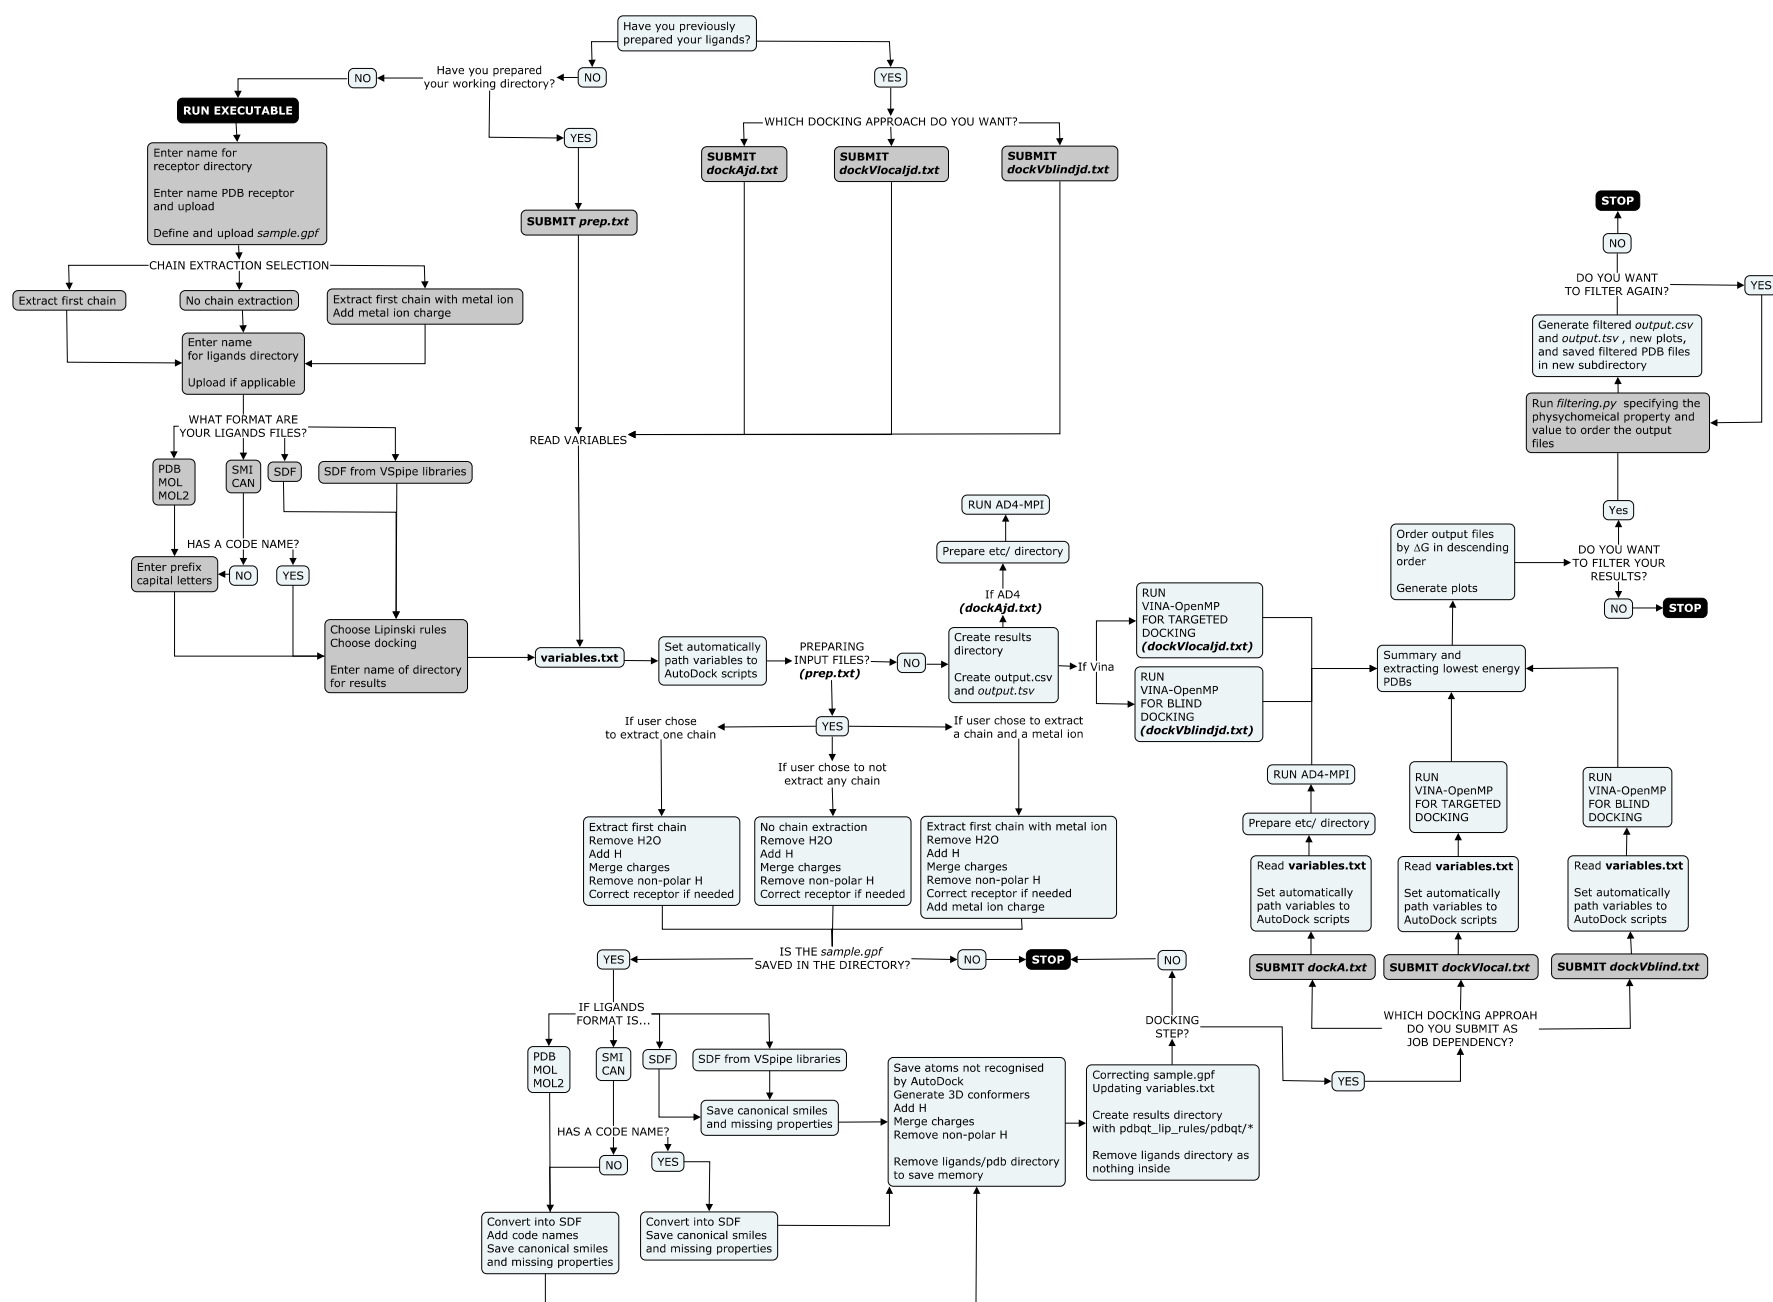 Have you previously
prepared your ligands?
NO
Have you prepared
your working directory?
NO
YES
RUN EXECUTABLE
WHICH DOCKING APPROACH DO YOU WANT?
YES
Enter name for
receptor directory
Enter name PDB receptor
and upload
Define and upload sample.gpf
SUBMIT
dockAjd.txt
SUBMIT
dockVlocaljd.txt
SUBMIT
dockVblindjd.txt
SUBMIT prep.txt
CHAIN EXTRACTION SELECTION
Extract first chain
No chain extraction
Extract first chain with metal ion
Add metal ion charge
Enter name
for ligands directory
Upload if applicable
WHAT FORMAT ARE
YOUR LIGANDS FILES?
READ VARIABLES
PDB
MOL
MOL2
SMI
CAN
SDF
SDF from VSpipe libraries
HAS A CODE NAME?
Enter prefix
capital letters
NO
YES
Choose Lipinski rules
Choose docking
Enter name of directory
for results
variables.txt
Set automatically
path variables to
AutoDock scripts
PREPARING
INPUT FILES?
(prep.txt)
NO
RUN AD4-MPI
Prepare etc/ directory
If AD4
(dockAjd.txt)
Create results
directory
Create output.csv
and output.tsv
If Vina
RUN
VINA-OpenMP
FOR TARGETED
DOCKING
(dockVlocaljd.txt)
RUN
VINA-OpenMP
FOR BLIND
DOCKING
(dockVblindjd.txt)
STOP
NO
DO YOU WANT
TO FILTER AGAIN?
YES
Generate filtered output.csv
and output.tsv , new plots,
and saved filtered PDB files
in new subdirectory
Run filtering.py specifying the
physychomeical property and
value to order the output
files
Yes
Order output files
by ΔG in descending
order
Generate plots
DO YOU WANT
TO FILTER YOUR
RESULTS?
NO
STOP
Summary and
extracting lowest energy
PDBs
If user chose
to extract one chain
YES
If user chose to extract
a chain and a metal ion
If user chose to not
extract any chain
Extract first chain
Remove H2O
Add H
Merge charges
Remove non-polar H
Correct receptor if needed
No chain extraction
Remove H2O
Add H
Merge charges
Remove non-polar H
Correct receptor if needed
Extract first chain with metal ion
Remove H2O
Add H
Merge charges
Remove non-polar H
Correct receptor if needed
Add metal ion charge
RUN AD4-MPI
Prepare etc/ directory
Read variables.txt
Set automatically
path variables to
AutoDock scripts
SUBMIT dockA.txt
RUN
VINA-OpenMP
FOR TARGETED
DOCKING
Read variables.txt
Set automatically
path variables to
AutoDock scripts
SUBMIT dockVlocal.txt
RUN
VINA-OpenMP
FOR BLIND
DOCKING
Read variables.txt
Set automatically
path variables to
AutoDock scripts
SUBMIT dockVblind.txt
YES
IS THE sample.gpf
SAVED IN THE DIRECTORY?
NO
STOP
NO
IF LIGANDS
FORMAT IS...
DOCKING
STEP?
WHICH DOCKING APPROAH
DO YOU SUBMIT AS
JOB DEPENDENCY?
YES
PDB
MOL
MOL2
SMI
CAN
SDF
SDF from VSpipe libraries
Save canonical smiles
and missing properties
HAS A CODE NAME?
NO
YES
Save atoms not recognised
by AutoDock
Generate 3D conformers
Add H
Merge charges
Remove non-polar H
Remove ligands/pdb directory
to save memory
Correcting sample.gpf
Updating variables.txt
Create results directory
with pdbqt_lip_rules/pdbqt/*
Remove ligands directory as
nothing inside
Convert into SDF
Add code names
Save canonical smiles
and missing properties
Convert into SDF
Save canonical smiles
and missing properties